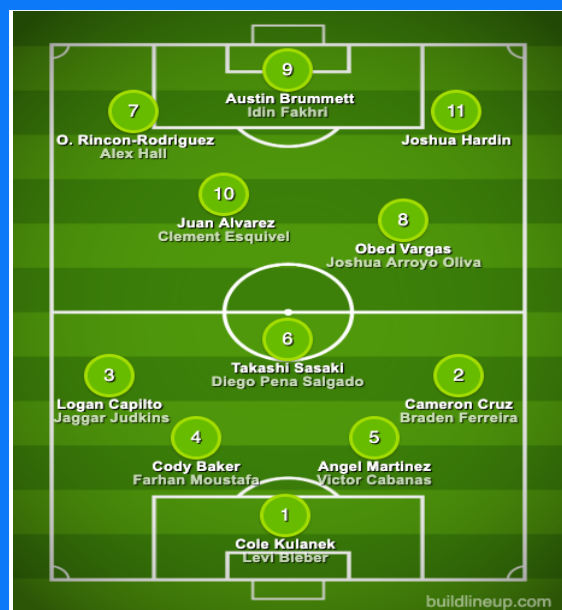 9
Austin Brummett
Idin Fakhri
7
O. Rincon-Rodriguez
Alex Hall
11
Joshua Hardin
10
Juan Alvarez
Clement Esquivel
8
Obed Vargas
Joshua Arroyo Oliva
6
Takashi Sasaki
Diego Pena Salgado
3
Logan Capilto
Jaggar Judkins
2
Cameron Cruz
Braden Ferreira
4
Cody Baker
Farhan Moustafa
5
Angel Martinez
Victor Cabanas
1
Cole Kulanek
Levi Bieber
buildlineup.com